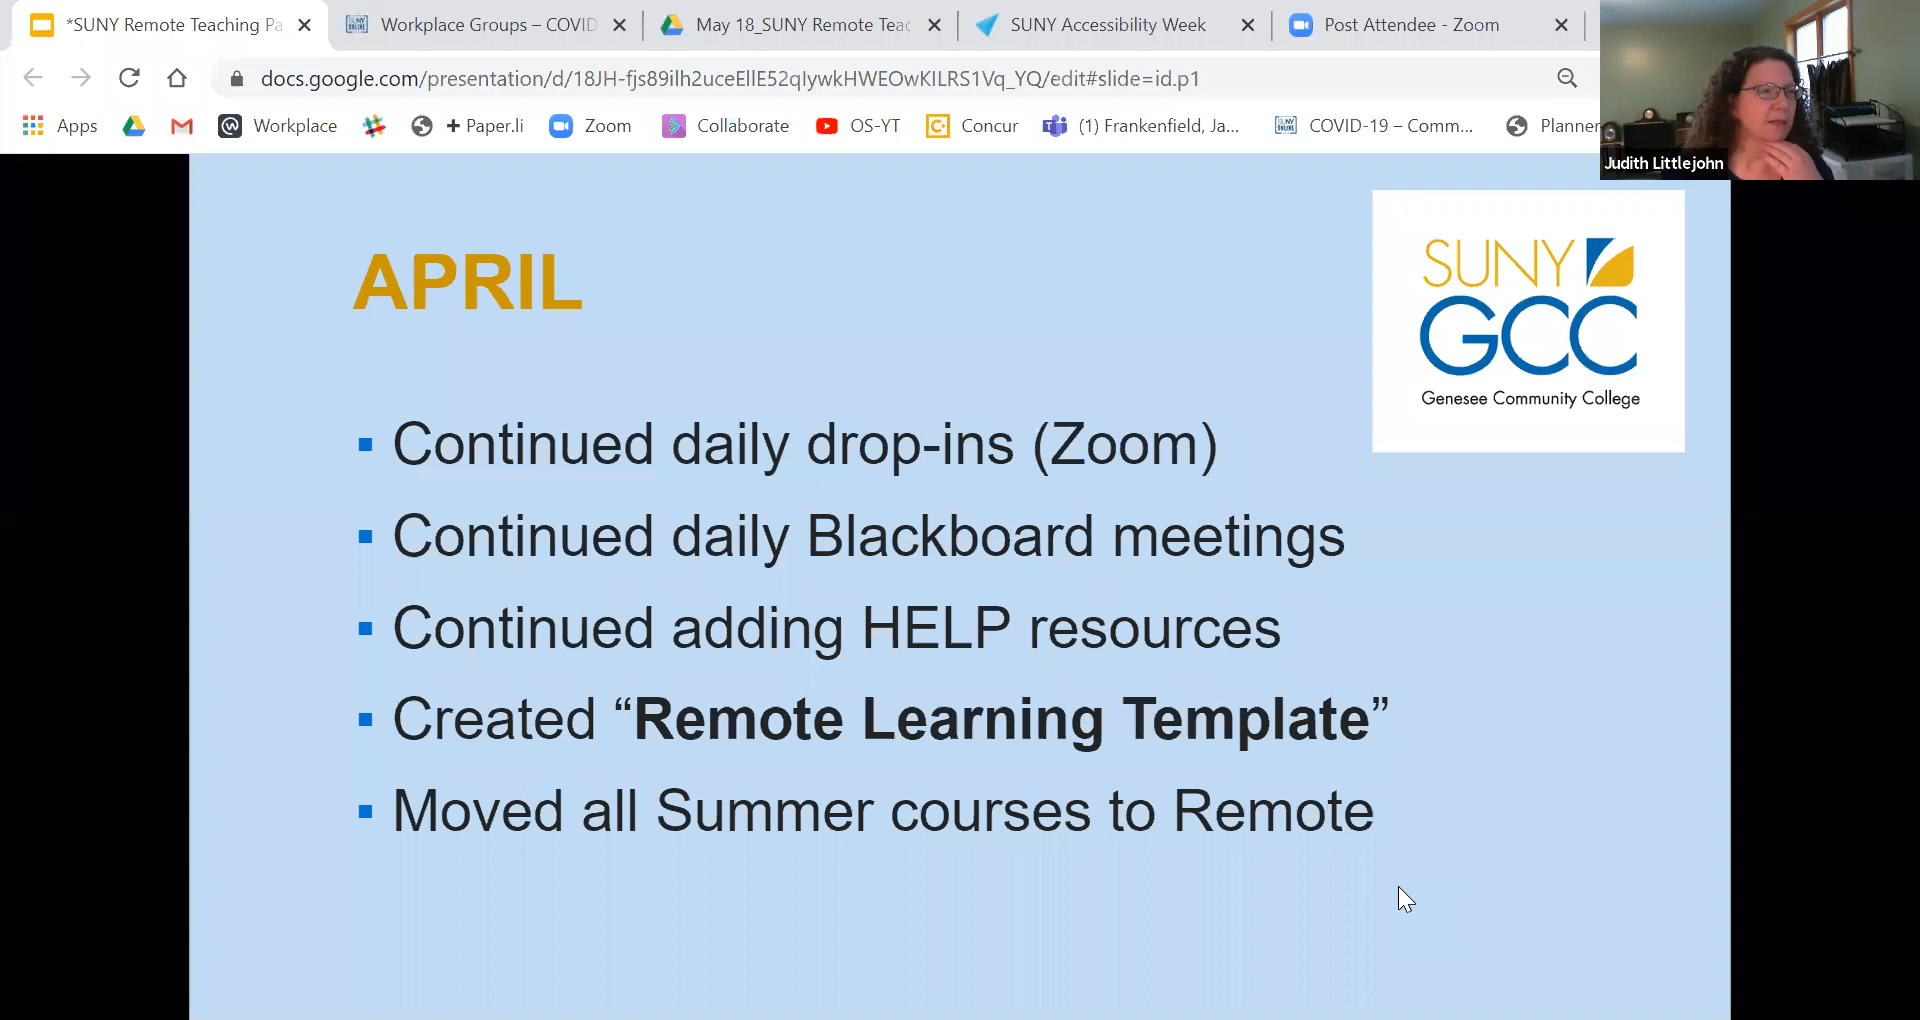 *SUNY Remote Teaching Pa
Workplace Groups – COVID
May 18_SUNY Remote Teac
SUNY Accessibility Week
Post Attendee - Zoom
docs.google.com/presentation/d/18JH-fjs89ilh2uceEllE52qIywkHWEOwKILRS1Vq_YQ/edit#slide=id.p1
Apps
Workplace
+ Paper.li
Zoom
Collaborate
OS-YT
Concur
(1) Frankenfield, Ja...
COVID-19 – Comm...
Planner
Judith Littlejohn
APRIL
SUNY
GCC
Genesee Community College
▪ Continued daily drop-ins (Zoom)
▪ Continued daily Blackboard meetings
▪ Continued adding HELP resources
▪ Created “Remote Learning Template”
▪ Moved all Summer courses to Remote